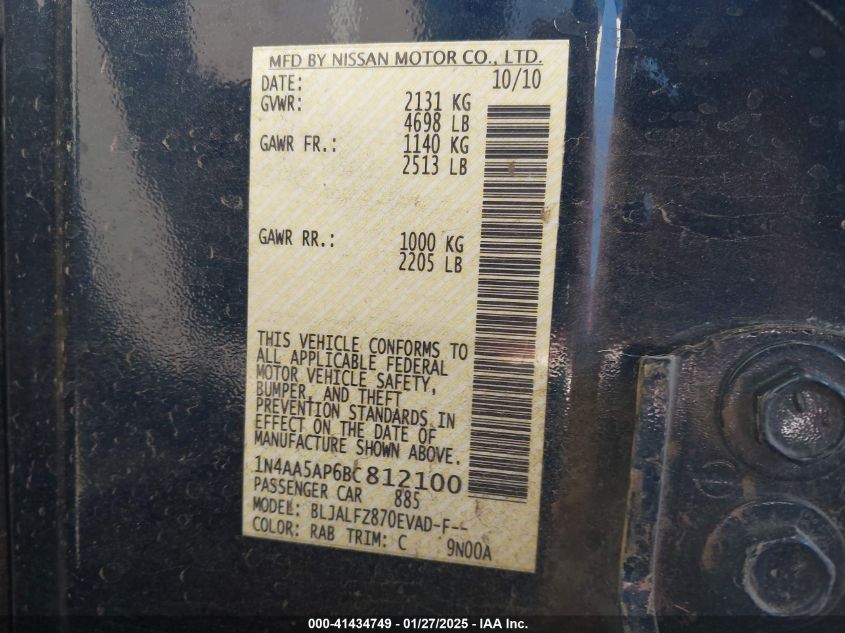 MFD BY NISSAN MOTOR CO., LTD.
DATE: 10/10
GVWR: 2131 KG
4698 LB
GAWR FR.: 1140 KG
2513 LB
GAWR RR.: 1000 KG
2205 LB
THIS VEHICLE CONFORMS TO
ALL APPLICABLE FEDERAL
MOTOR VEHICLE SAFETY,
BUMPER, AND THEFT
PREVENTION STANDARDS IN
EFFECT ON THE DATE OF
MANUFACTURE SHOWN ABOVE.
1N4AA5AP6BC812100
PASSENGER CAR 885
MODEL: BLJALFZ870EVAD-F--
COLOR: RAB TRIM: C 9N00A
000-41434749 — 01/27/2025 — IAA Inc.